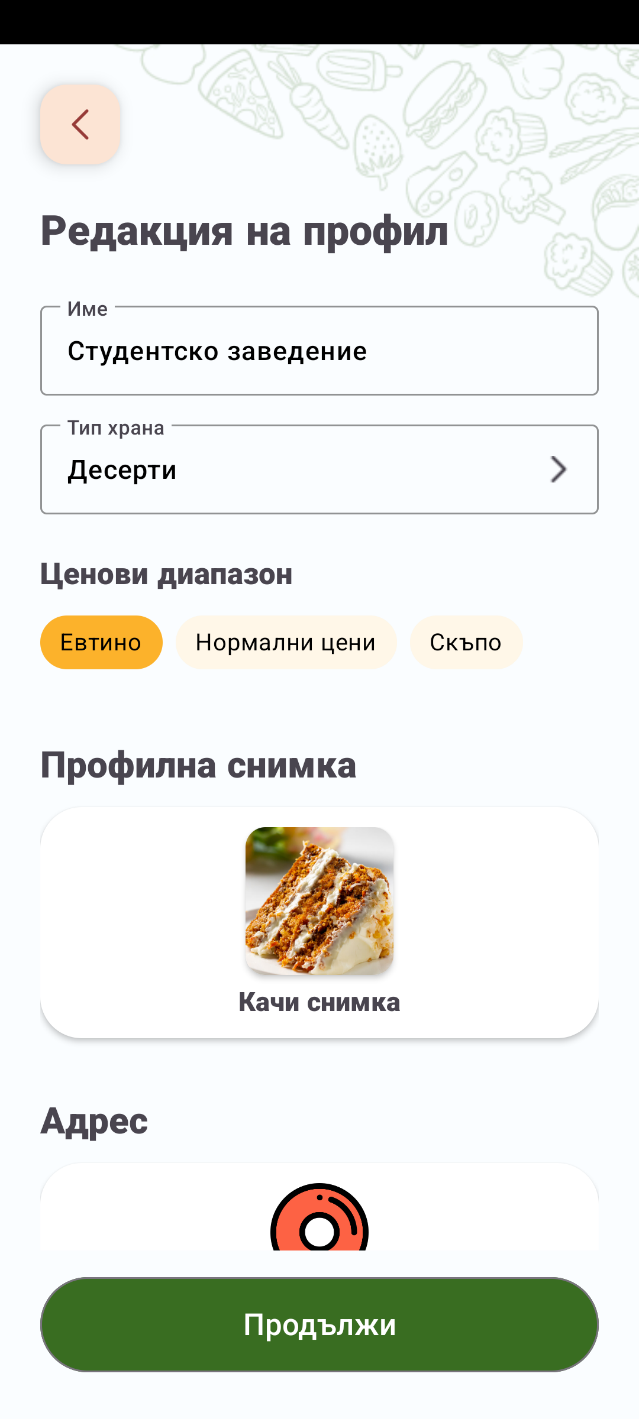 Редакция на профил
Име
Студентско заведение
Тип храна
Десерти
Ценови диапазон
Евтино Нормални цени Скъпо
Профилна снимка
Качи снимка
Адрес
Продължи